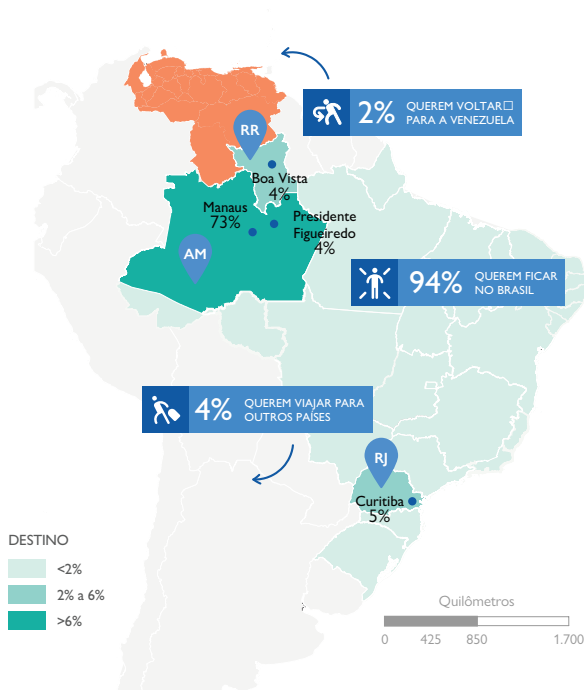 2%
QUEREM VOLTAR□
PARA A VENEZUELA
RR
Boa Vista
4%
Manaus
73%
Presidente
Figueiredo
4%
AM
94%
QUEREM FICAR
NO BRASIL
4%
QUEREM VIAJAR PARA
OUTROS PAÍSES
RJ
Curitiba
5%
DESTINO
<2%
2% a 6%
>6%
Quilômetros
0 425 850 1.700